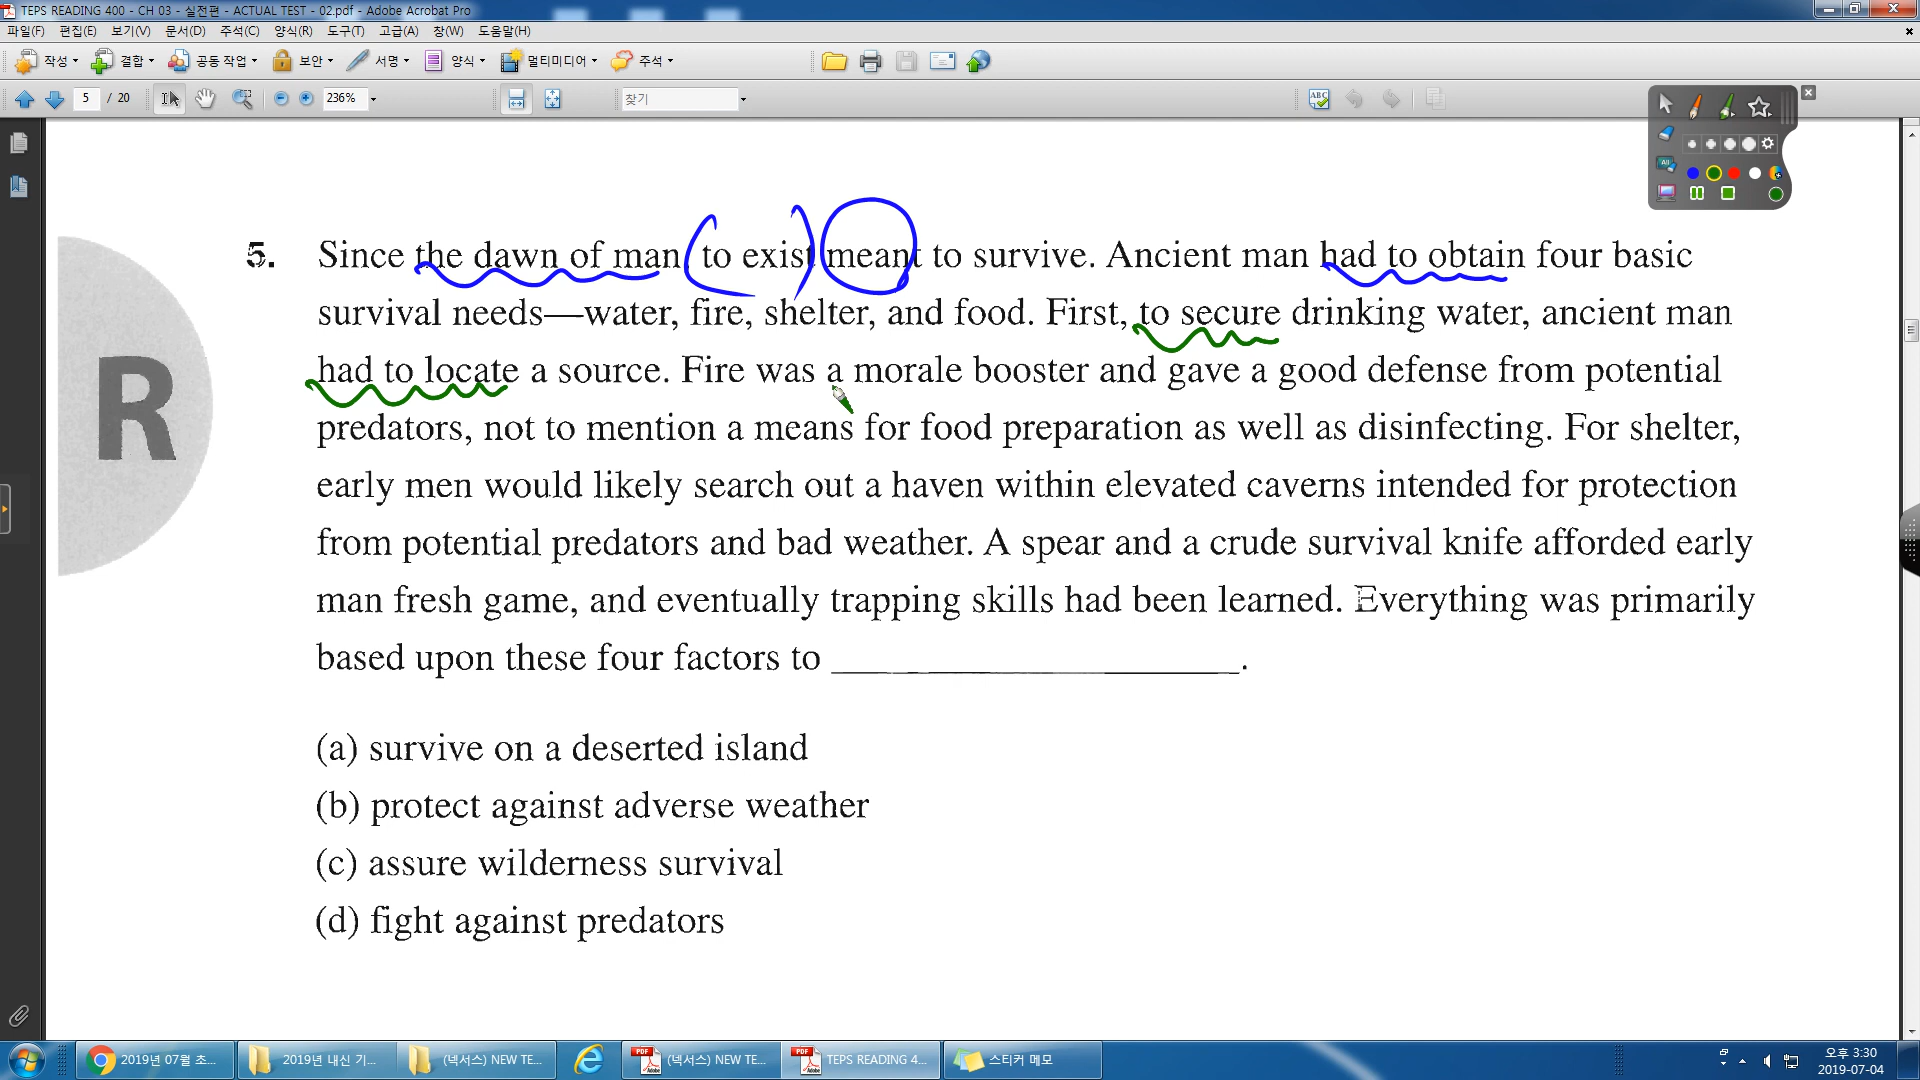 TEPS READING 400 - CH 03 - 실전편 - ACTUAL TEST - 02.pdf - Adobe Acrobat Pro
파일(F) 편집(E) 보기(V) 문서(D) 주석(C) 양식(R) 도구(T) 고급(A) 창(W) 도움말(H)
작성 결합 공동 작업 보안 서명 양식 멀티미디어 주석
5 / 20 236% 찾기
R
5. Since the dawn of man to exist meant to survive. Ancient man had to obtain four basic
survival needs—water, fire, shelter, and food. First, to secure drinking water, ancient man
had to locate a source. Fire was a morale booster and gave a good defense from potential
predators, not to mention a means for food preparation as well as disinfecting. For shelter,
early men would likely search out a haven within elevated caverns intended for protection
from potential predators and bad weather. A spear and a crude survival knife afforded early
man fresh game, and eventually trapping skills had been learned. Everything was primarily
based upon these four factors to ____________________.
(a) survive on a deserted island
(b) protect against adverse weather
(c) assure wilderness survival
(d) fight against predators
2019년 07월 초... 2019년 내신 기... (넥서스) NEW TE... (넥서스) NEW TE... TEPS READING 4... 스티커 메모
오후 3:30
2019-07-04